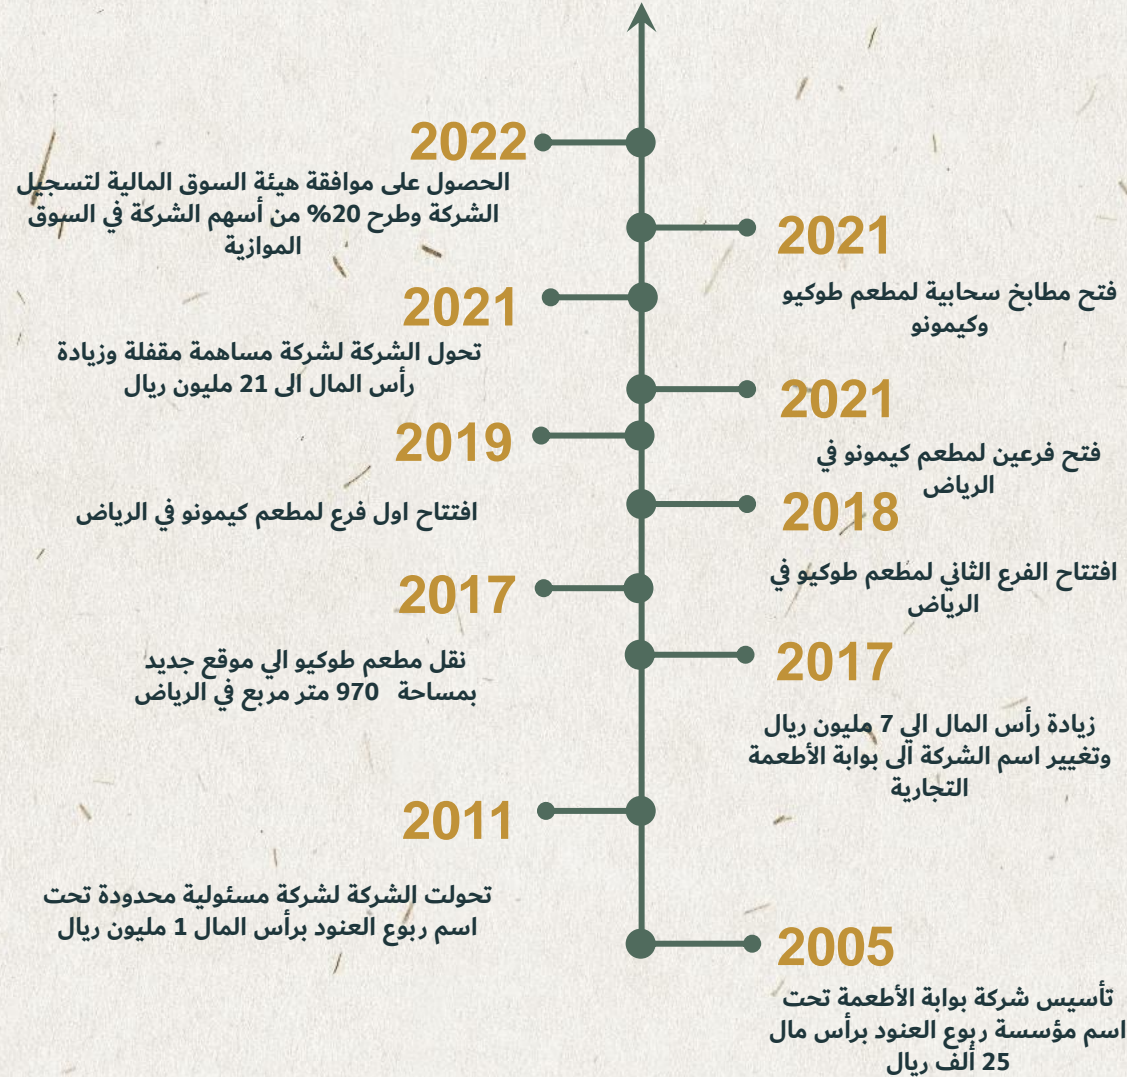 2022
الحصول على موافقة هيئة السوق المالية لتسجيل
الشركة وطرح 20% من أسهم الشركة في السوق
الموازية
2021
فتح مطابخ سحابية لمطعم طوكيو
وكيمونو
2021
تحول الشركة لشركة مساهمة مقفلة وزيادة
رأس المال الى 21 مليون ريال
2021
فتح فرعين لمطعم كيمونو في
الرياض
2019
افتتاح اول فرع لمطعم كيمونو في الرياض
2018
افتتاح الفرع الثاني لمطعم طوكيو في
الرياض
2017
نقل مطعم طوكيو الي موقع جديد
بمساحة 970 متر مربع في الرياض
2017
زيادة رأس المال الي 7 مليون ريال
وتغيير اسم الشركة الى بوابة الأطعمة
التجارية
2011
تحولت الشركة لشركة مسئولية محدودة تحت
اسم ربوع العنود برأس المال 1 مليون ريال
2005
تأسيس شركة بوابة الأطعمة تحت
اسم مؤسسة ربوع العنود برأس مال
25 ألف ريال